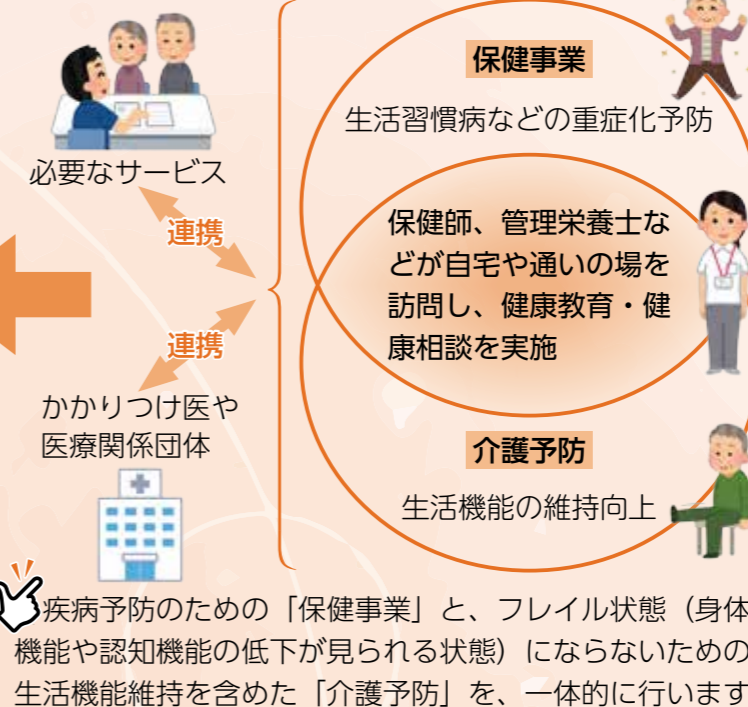 必要なサービス
連携
連携
かかりつけ医や
医療関係団体
保健事業
生活習慣病などの重症化予防
保健師、管理栄養士な
どが自宅や通いの場を
訪問し、健康教育・健
康相談を実施
介護予防
生活機能の維持向上
疾病予防のための「保健事業」と、フレイル状態（身体
機能や認知機能の低下が見られる状態）にならないための
生活機能維持を含めた「介護予防」を、一体的に行います